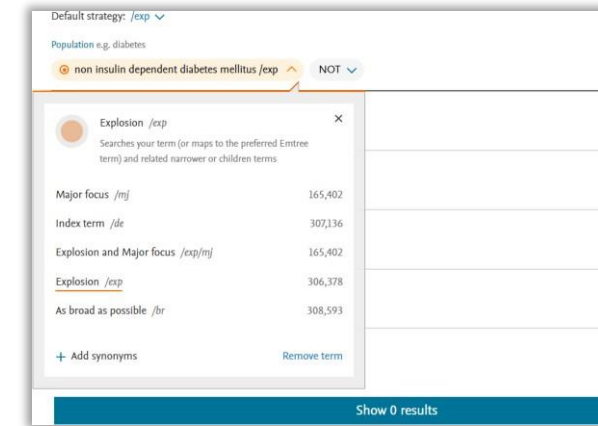 Default strategy: /exp
Population e.g. diabetes
non insulin dependent diabetes mellitus /exp NOT
Explosion /exp
Searches your term (or maps to the preferred Emtree
term) and related narrower or children terms
Major focus /mj 165,402
Index term /de 307,136
Explosion and Major focus /exp/mj 165,402
Explosion /exp 306,378
As broad as possible /br 308,593
+ Add synonyms Remove term
Show 0 results